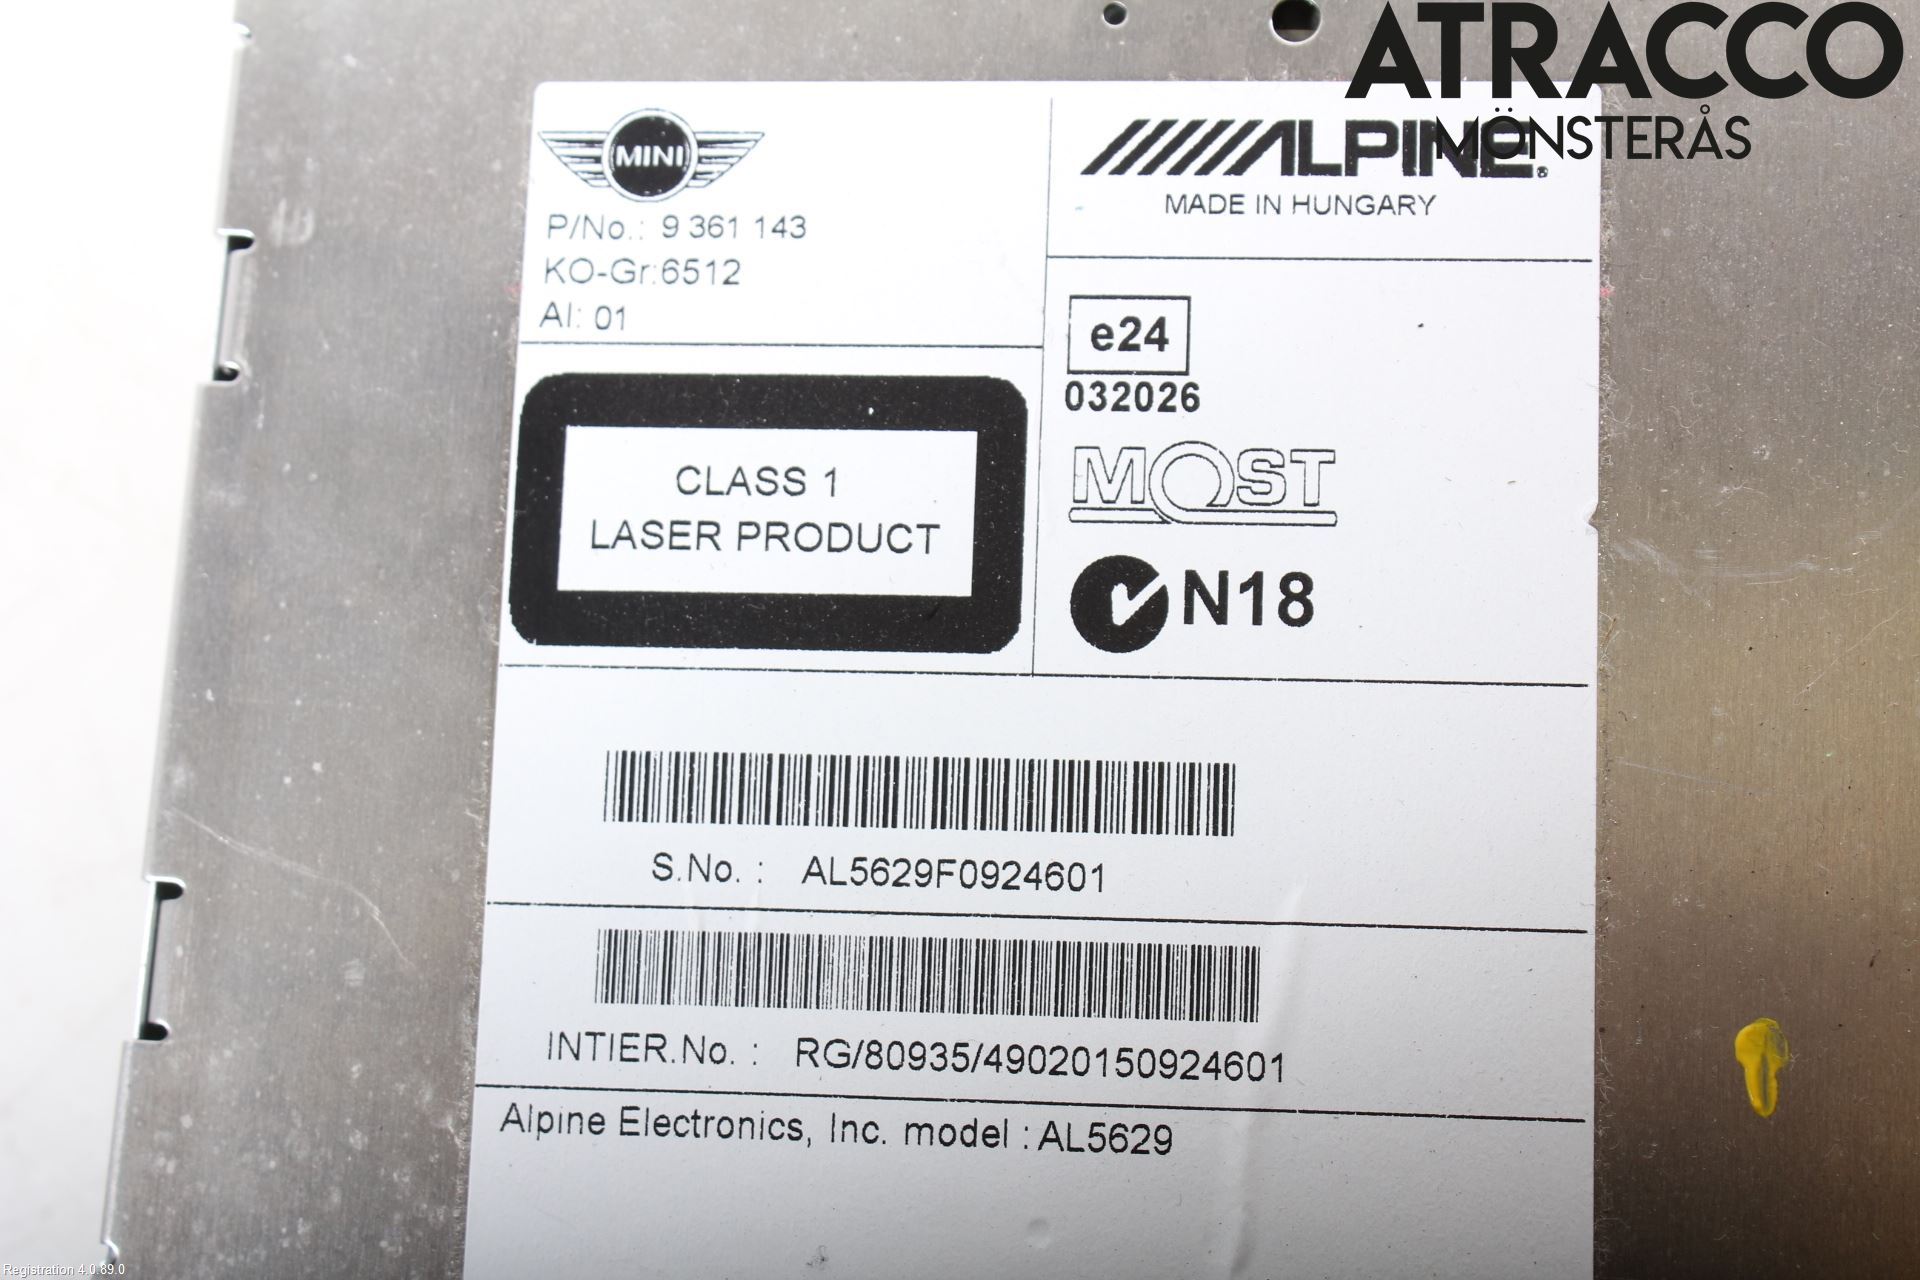 ATRACCO
MÖNSTERÅS
MINI
P/No.: 9 361 143
KO-Gr:6512
AI: 01
ALPINE®
MADE IN HUNGARY
e24
032026
MOST
N18
CLASS 1
LASER PRODUCT
S.No. : AL5629F0924601
INTIER.No. : RG/80935/49020150924601
Alpine Electronics, Inc. model : AL5629
Registration 4.0.89.0